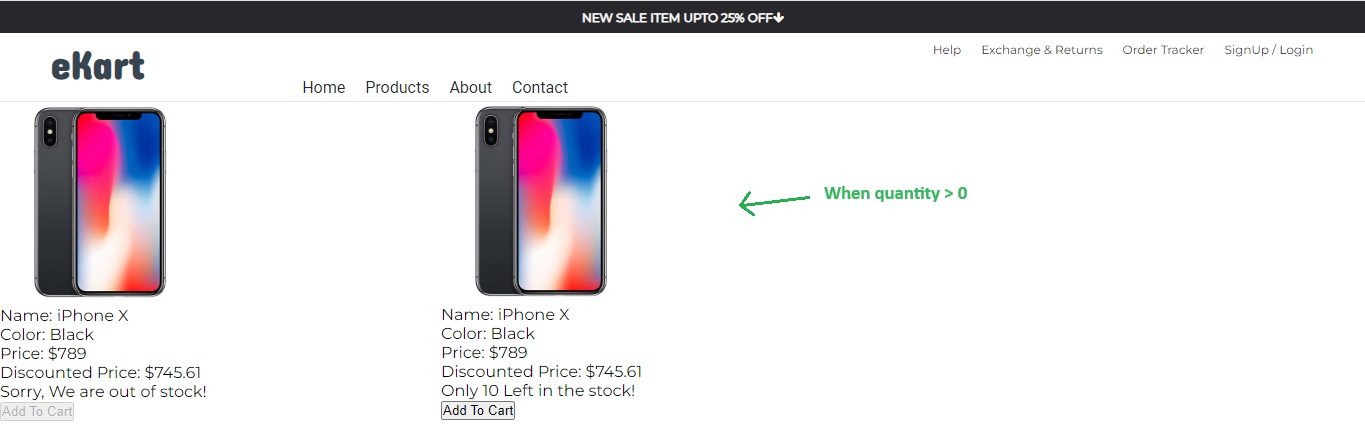 NEW SALE ITEM UPTO 25% OFF
eKart
Help Exchange & Returns Order Tracker SignUp / Login
Home Products About Contact
When quantity > 0
Name: iPhone X
Color: Black
Price: $789
Discounted Price: $745.61
Sorry, We are out of stock!
Add To Cart
Name: iPhone X
Color: Black
Price: $789
Discounted Price: $745.61
Only 10 Left in the stock!
Add To Cart